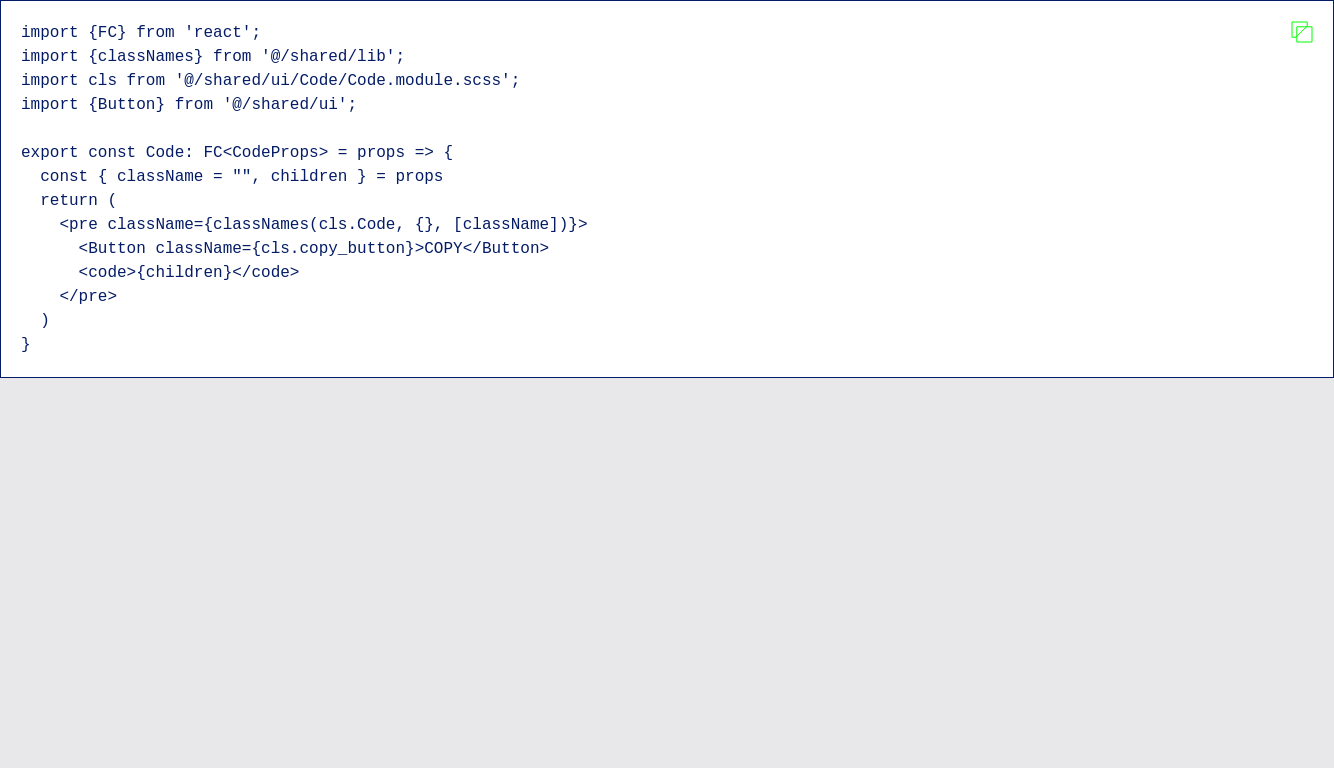 import {FC} from 'react';
import {classNames} from '@/shared/lib';
import cls from '@/shared/ui/Code/Code.module.scss';
import {Button} from '@/shared/ui';

export const Code: FC<CodeProps> = props => {
  const { className = "", children } = props
  return (
    <pre className={classNames(cls.Code, {}, [className])}>
      <Button className={cls.copy_button}>COPY</Button>
      <code>{children}</code>
    </pre>
  )
}